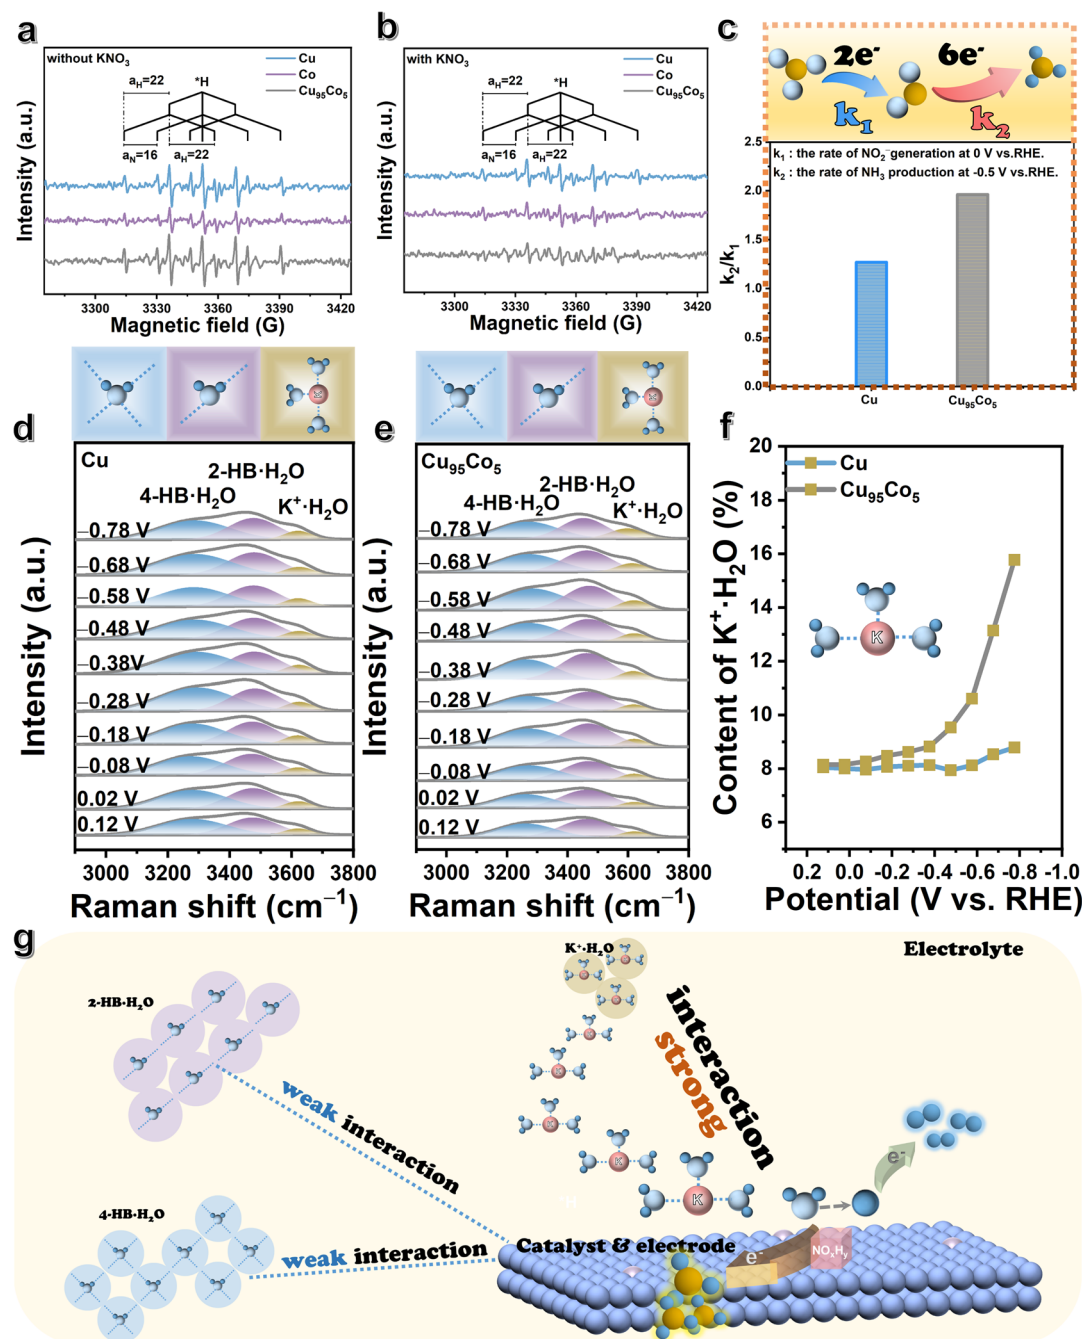 a
without KNO₃
Cu
Co
Cu₉₅Co₅
*H
a_H=22
a_N=16
a_H=22
Intensity (a.u.)
3300 3330 3360 3390 3420
Magnetic field (G)
b
with KNO₃
Cu
Co
Cu₉₅Co₅
*H
a_H=22
a_N=16
a_H=22
Intensity (a.u.)
3300 3330 3360 3390 3420
Magnetic field (G)
c
2e⁻ 6e⁻
k₁ k₂
k₁ : the rate of NO₂⁻generation at 0 V vs.RHE.
k₂ : the rate of NH₃ production at -0.5 V vs.RHE.
k₂/k₁
2.5
2.0
1.5
1.0
0.5
0.0
Cu Cu₉₅Co₅
d
Cu
2-HB·H₂O
4-HB·H₂O
K⁺·H₂O
−0.78 V
−0.68 V
−0.58 V
−0.48 V
−0.38V
−0.28 V
−0.18 V
−0.08 V
0.02 V
0.12 V
Intensity (a.u.)
3000 3200 3400 3600 3800
Raman shift (cm⁻¹)
e
Cu₉₅Co₅
2-HB·H₂O
4-HB·H₂O
K⁺·H₂O
−0.78 V
−0.68 V
−0.58 V
−0.48 V
−0.38 V
−0.28 V
−0.18 V
−0.08 V
0.02 V
0.12 V
Intensity (a.u.)
3000 3200 3400 3600 3800
Raman shift (cm⁻¹)
f
Cu
Cu₉₅Co₅
K
Content of K⁺·H₂O (%)
20
18
16
14
12
10
8
6
0.2 0.0 -0.2 -0.4 -0.6 -0.8 -1.0
Potential (V vs. RHE)
g
Electrolyte
K⁺·H₂O
2-HB·H₂O
interaction
strong
weak interaction
e⁻
K
K
4-HB·H₂O
weak interaction
Catalyst & electrode
e⁻
NOₓHᵧ